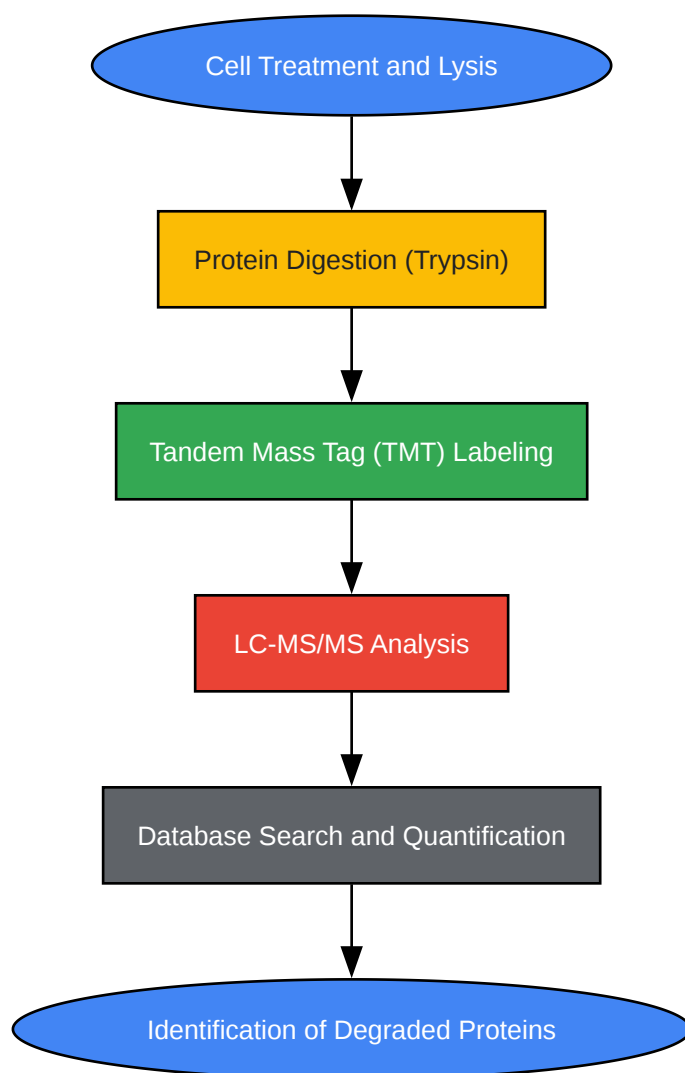 Cell Treatment and Lysis
Protein Digestion (Trypsin)
Tandem Mass Tag (TMT) Labeling
LC-MS/MS Analysis
Database Search and Quantification
Identification of Degraded Proteins